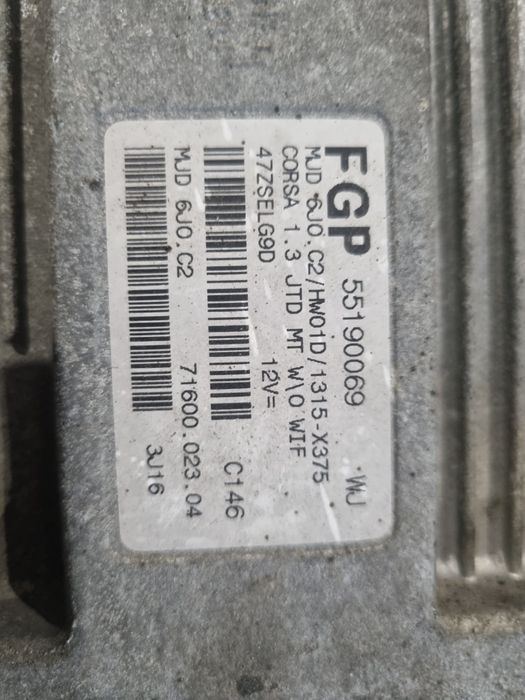 FGP 55190069 WJ
MJD 6JO.C2/HW01D/1315-X375
CORSA 1.3 JTD MT W\O WIF
47ZSELG9D 12V=
C146
MJD 6JO.C2 71600.023.04
3J16